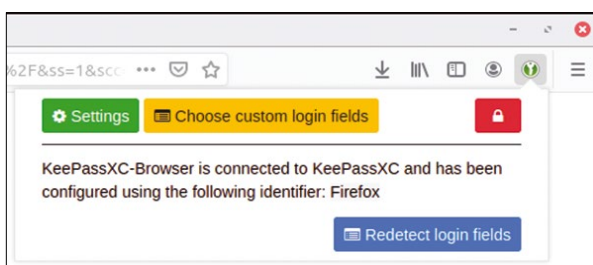 %2F&ss=1&scc
Settings
Choose custom login fields
KeePassXC-Browser is connected to KeePassXC and has been
configured using the following identifier: Firefox
Redetect login fields